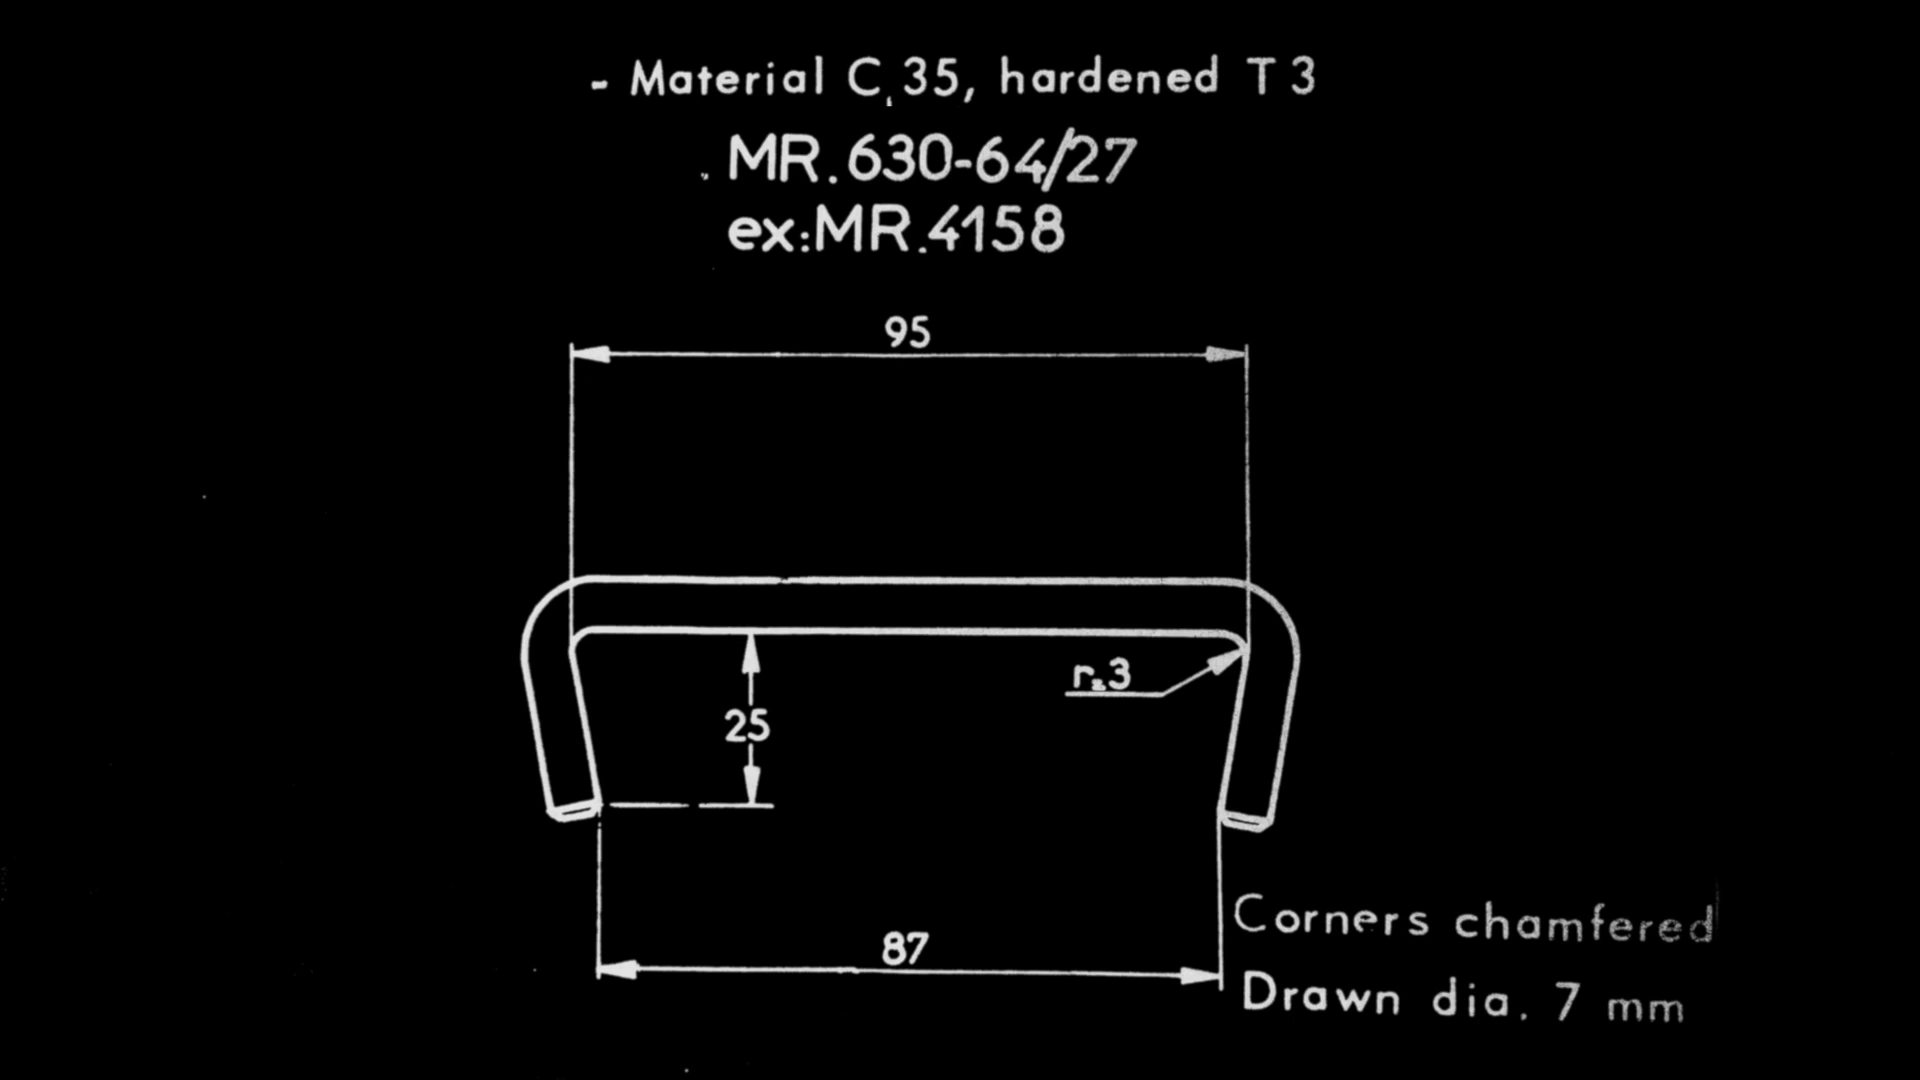 - Material C.35, hardened T3
MR.630-64/27
ex:MR.4158
95
r=3
25
87
Corners chamfered
Drawn dia. 7 mm